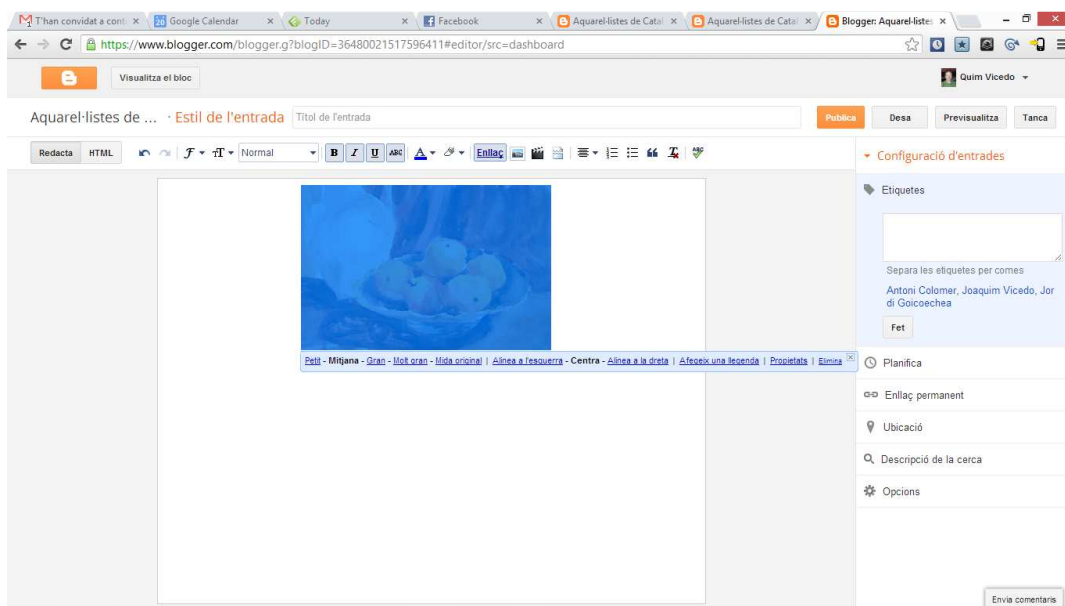 T'han convidat a cont
20
Google Calendar
Today
Facebook
Aquarel·listes de Catal
Aquarel·listes de Catal
Blogger: Aquarel·listes
https://www.blogger.com/blogger.g?blogID=36480021517596411#editor/src=dashboard
Visualitza el bloc
Quim Vicedo
Aquarel·listes de ... · Estil de l'entrada
Títol de l'entrada
Publica
Desa
Previsualitza
Tanca
Redacta
HTML
Normal
B I U ABC A Enllaç ABC
Configuració d'entrades
Etiquetes
Separa les etiquetes per comes
Antoni Colomer, Joaquim Vicedo, Jor
di Goicoechea
Fet
Petit - Mitjana - Gran - Molt gran - Mida original | Alinea a l'esquerra - Centra - Alinea a la dreta | Afegeix una llegenda | Propietats | Elimina
Planifica
Enllaç permanent
Ubicació
Descripció de la cerca
Opcions
Envia comentaris